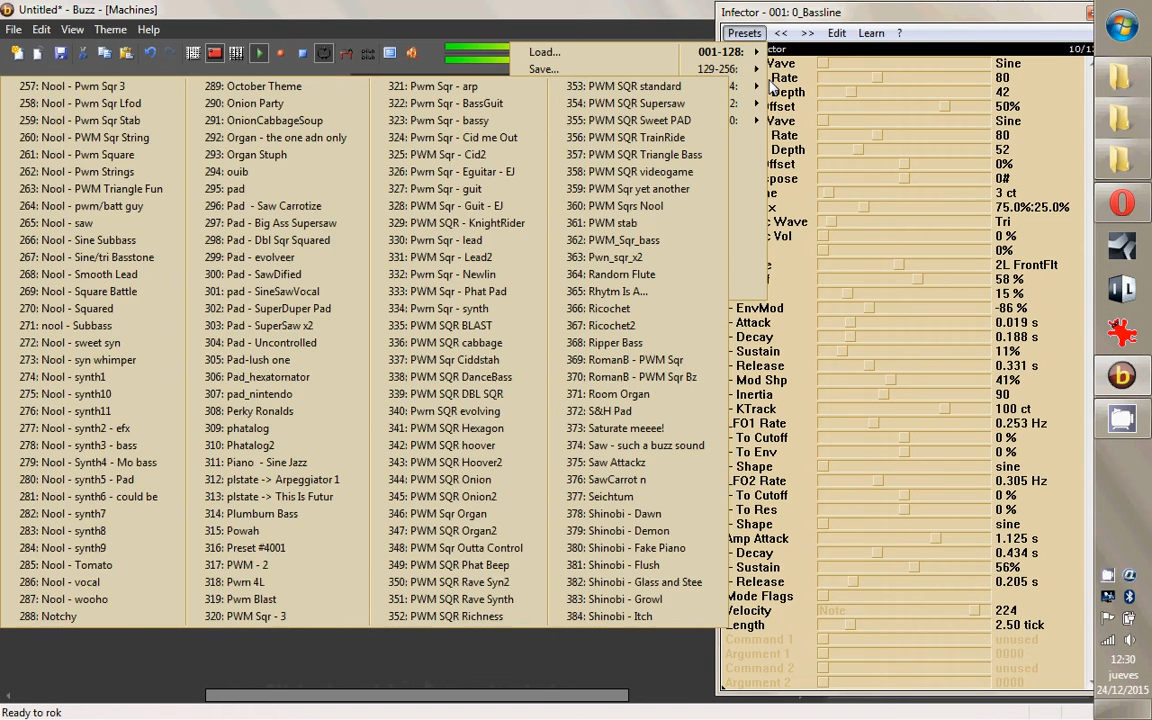 Untitled* - Buzz - [Machines]
File Edit View Theme Help
Infector - 001: 0_Bassline
Presets << >> Edit Learn ?
Load...
Save...
001-128:
129-256:
4:
2:
0:
257: Nool - Pwm Sqr 3
258: Nool - Pwm Sqr Lfod
259: Nool - Pwm Sqr Stab
260: Nool - PWM Sqr String
261: Nool - Pwm Square
262: Nool - Pwm Strings
263: Nool - PWM Triangle Fun
264: Nool - pwm/batt guy
265: Nool - saw
266: Nool - Sine Subbass
267: Nool - Sine/tri Basstone
268: Nool - Smooth Lead
269: Nool - Square Battle
270: Nool - Squared
271: nool - Subbass
272: Nool - sweet syn
273: Nool - syn whimper
274: Nool - synth1
275: Nool - synth10
276: Nool - synth11
277: Nool - synth2 - efx
278: Nool - synth3 - bass
279: Nool - Synth4 - Mo bass
280: Nool - synth5 - Pad
281: Nool - synth6 - could be
282: Nool - synth7
283: Nool - synth8
284: Nool - synth9
285: Nool - Tomato
286: Nool - vocal
287: Nool - wooho
288: Notchy
289: October Theme
290: Onion Party
291: OnionCabbageSoup
292: Organ - the one adn only
293: Organ Stuph
294: ouib
295: pad
296: Pad  - Saw Carrotize
297: Pad - Big Ass Supersaw
298: Pad - Dbl Sqr Squared
299: Pad - evolveer
300: Pad - SawDified
301: pad - SineSawVocal
302: Pad - SuperDuper Pad
303: Pad - SuperSaw x2
304: Pad - Uncontrolled
305: Pad-lush one
306: Pad_hexatornator
307: pad_nintendo
308: Perky Ronalds
309: phatalog
310: Phatalog2
311: Piano  - Sine Jazz
312: plstate -> Arpeggiator1
313: plstate -> This Is Futur
314: Plumburn Bass
315: Powah
316: Preset #4001
317: PWM - 2
318: Pwm 4L
319: Pwn Blast
320: PWM Sqr - 3
321: Pwm Sqr - arp
322: PWM Sqr - BassGuit
323: Pwm Sqr - bassy
324: PWM Sqr - Cid me Out
325: PWM Sqr - Cid2
326: Pwm Sqr - Eguitar - EJ
327: Pwm Sqr - guit
328: Pwm Sqr - Guit - EJ
329: PWM SQR - KnightRider
330: Pwm Sqr - lead
331: PWM Sqr - Lead2
332: Pwm Sqr - Newlin
333: PWM Sqr - Phat Pad
334: Pwm Sqr - synth
335: PWM SQR BLAST
336: PWM SQR cabbage
337: PWM Sqr Ciddstah
338: PWM SQR DanceBass
339: PWM SQR DBL SQR
340: Pwm SQR evolving
341: PWM SQR Hexagon
342: PWM SQR hoover
343: PWM SQR Hoover2
344: PWM SQR Onion
345: PWM SQR Onion2
346: PWM Sqr Organ
347: PWM SQR Organ2
348: PWM Sqr Outta Control
349: PWM SQR Phat Beep
350: PWM SQR Rave Syn2
351: PWM SQR Rave Synth
352: PWM SQR Richness
353: PWM SQR standard
354: PWM SQR Supersaw
355: PWM SQR Sweet PAD
356: PWM SQR TrainRide
357: PWM SQR Triangle Bass
358: PWM SQR videogame
359: PWM Sqr yet another
360: PWM Sqrs Nool
361: PWM stab
362: PWM_Sqr_bass
363: Pwn_sqr_x2
364: Random Flute
365: Rhytm Is A...
366: Ricochet
367: Ricochet2
368: Ripper Bass
369: RomanB - PWM Sqr
370: RomanB - PWM Sqr Bz
371: Room Organ
372: S&H Pad
373: Saturate meeee!
374: Saw - such a buzz sound
375: Saw Attackz
376: SawCarrot n
377: Seichtum
378: Shinobi - Dawn
379: Shinobi - Demon
380: Shinobi - Fake Piano
381: Shinobi - Flush
382: Shinobi - Glass and Stee
383: Shinobi - Growl
384: Shinobi - Itch
ctor 10/1
Wave Sine
Rate 80
Depth 42
ffset 50%
Wave Sine
Rate 80
Depth 52
ffset 0%
spose 0#
ne 3 ct
x 75.0%:25.0%
c Wave Tri
c Vol 0 %
0%
e 2L FrontFlt
f 58 %
15 %
- EnvMod -86 %
- Attack 0.019 s
- Decay 0.188 s
- Sustain 11%
- Release 0.331 s
- Mod Shp 41%
- Inertia 90
- KTrack 100 ct
LFO1 Rate 0.253 Hz
- To Cutoff 0 %
- To Env 0 %
- Shape sine
LFO2 Rate 0.305 Hz
- To Cutoff 0 %
- To Res 0 %
- Shape sine
Amp Attack 1.125 s
- Decay 0.434 s
- Sustain 56%
- Release 0.205 s
Mode Flags
Velocity Note 224
Length 2.50 tick
Command 1 unused
Argument 1 0000
Command 2 unused
Argument 2 0000
12:30
jueves
24/12/2015
Ready to rok